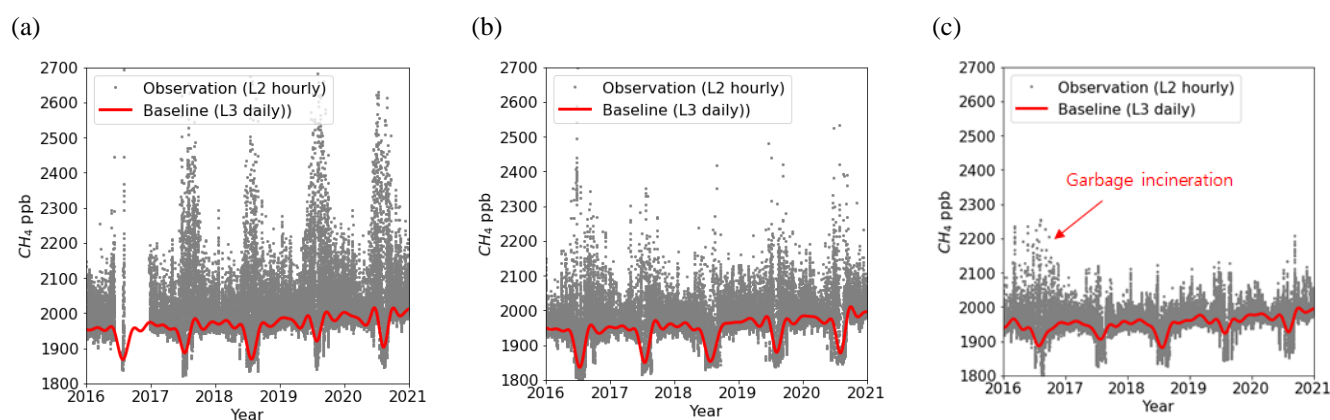 (a)
2700
2600
2500
2400
2300
2200
2100
2000
1900
1800
CH4 ppb
Observation (L2 hourly)
Baseline (L3 daily))
2016 2017 2018 2019 2020 2021
Year
(b)
2700
2600
2500
2400
2300
2200
2100
2000
1900
1800
CH4 ppb
Observation (L2 hourly)
Baseline (L3 daily))
2016 2017 2018 2019 2020 2021
Year
(c)
2700
2600
2500
2400
2300
2200
2100
2000
1900
1800
CH4 ppb
Observation (L2 hourly)
Baseline (L3 daily)
Garbage incineration
2016 2017 2018 2019 2020 2021
Year